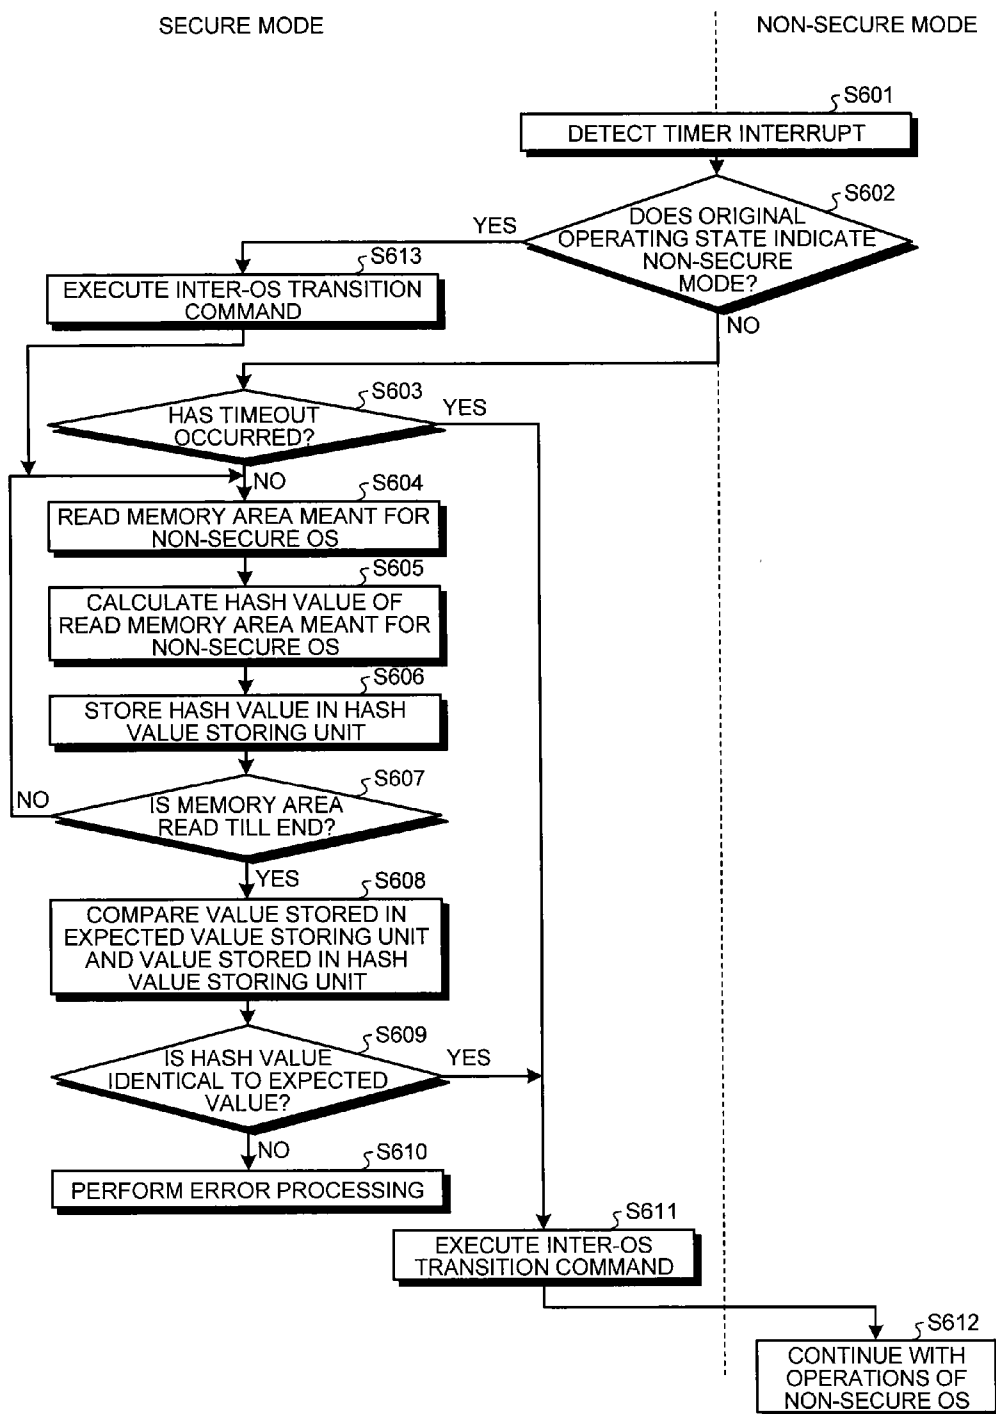 SECURE MODE
NON-SECURE MODE
S601
DETECT TIMER INTERRUPT
S602
DOES ORIGINAL
OPERATING STATE INDICATE
NON-SECURE
MODE?
YES
NO
S613
EXECUTE INTER-OS TRANSITION
COMMAND
S603
HAS TIMEOUT
OCCURRED?
YES
NO
S604
READ MEMORY AREA MEANT FOR
NON-SECURE OS
S605
CALCULATE HASH VALUE OF
READ MEMORY AREA MEANT FOR
NON-SECURE OS
S606
STORE HASH VALUE IN HASH
VALUE STORING UNIT
S607
NO
IS MEMORY AREA
READ TILL END?
YES
S608
COMPARE VALUE STORED IN
EXPECTED VALUE STORING UNIT
AND VALUE STORED IN HASH
VALUE STORING UNIT
S609
IS HASH VALUE
IDENTICAL TO EXPECTED
VALUE?
YES
NO
S610
PERFORM ERROR PROCESSING
S611
EXECUTE INTER-OS
TRANSITION COMMAND
S612
CONTINUE WITH
OPERATIONS OF
NON-SECURE OS